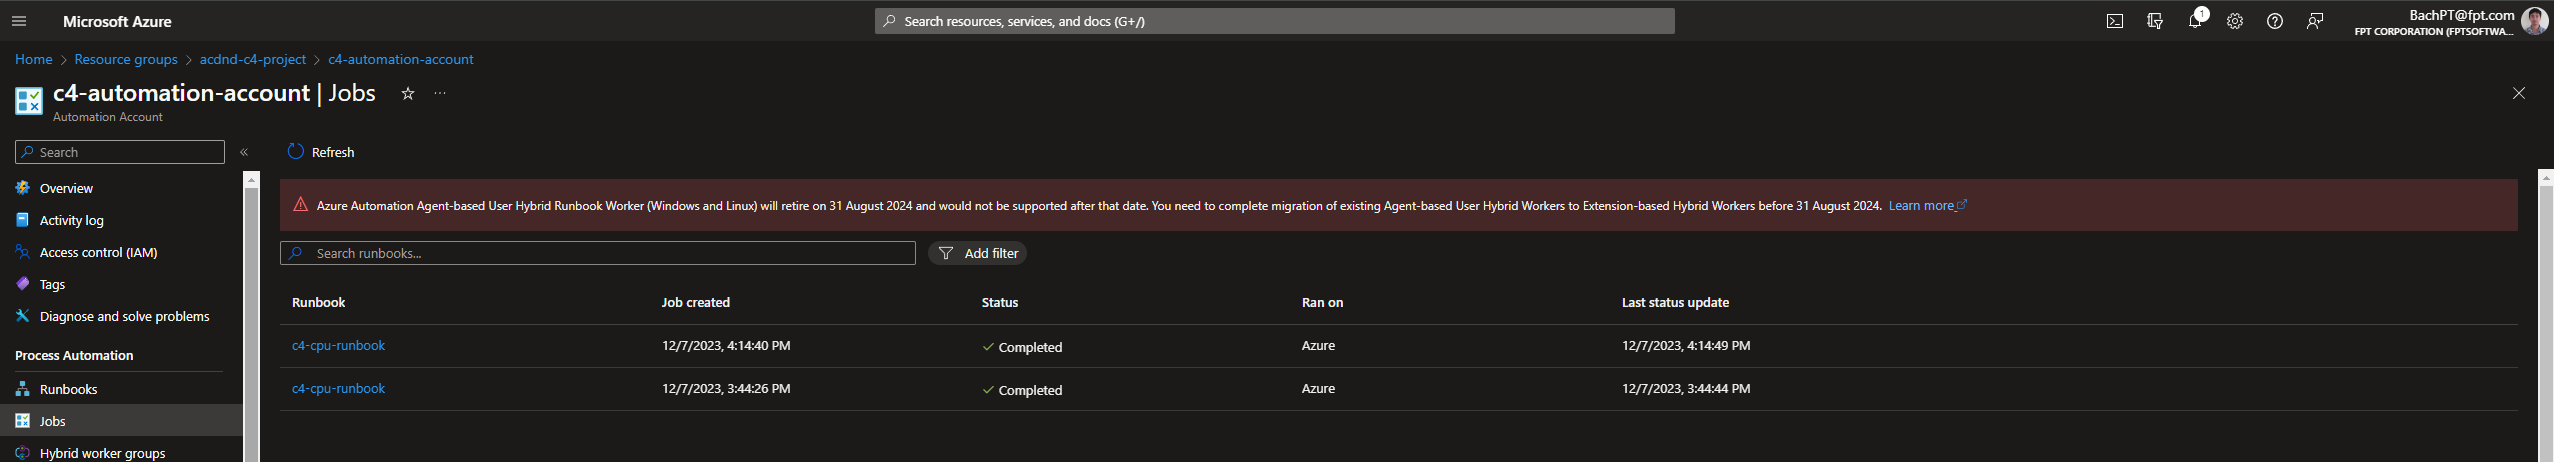 Microsoft Azure
Search resources, services, and docs (G+/)
1
BachPT@fpt.com
FPT CORPORATION (FPTSOFTWA...
Home > Resource groups > acdnd-c4-project > c4-automation-account
c4-automation-account | Jobs
Automation Account
Search
Refresh
Overview
Activity log
Access control (IAM)
Tags
Diagnose and solve problems
Process Automation
Runbooks
Jobs
Hybrid worker groups
Azure Automation Agent-based User Hybrid Runbook Worker (Windows and Linux) will retire on 31 August 2024 and would not be supported after that date. You need to complete migration of existing Agent-based User Hybrid Workers to Extension-based Hybrid Workers before 31 August 2024. Learn more
Search runbooks...
Add filter
Runbook Job created Status Ran on Last status update
c4-cpu-runbook 12/7/2023, 4:14:40 PM Completed Azure 12/7/2023, 4:14:49 PM
c4-cpu-runbook 12/7/2023, 3:44:26 PM Completed Azure 12/7/2023, 3:44:44 PM